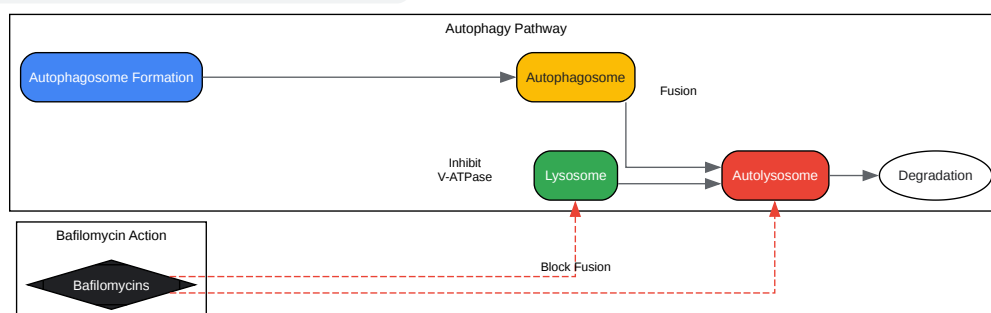 Autophagy Pathway
Autophagosome Formation
Autophagosome
Fusion
Inhibit
V-ATPase
Lysosome
Autolysosome
Degradation
Bafilomycin Action
Block Fusion
Bafilomycins